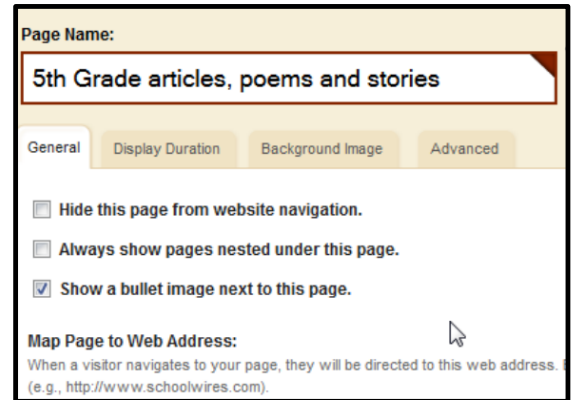 Page Name:
5th Grade articles, poems and stories
General Display Duration Background Image Advanced
Hide this page from website navigation.
Always show pages nested under this page.
Show a bullet image next to this page.
Map Page to Web Address:
When a visitor navigates to your page, they will be directed to this web address.
(e.g., http://www.schoolwires.com).